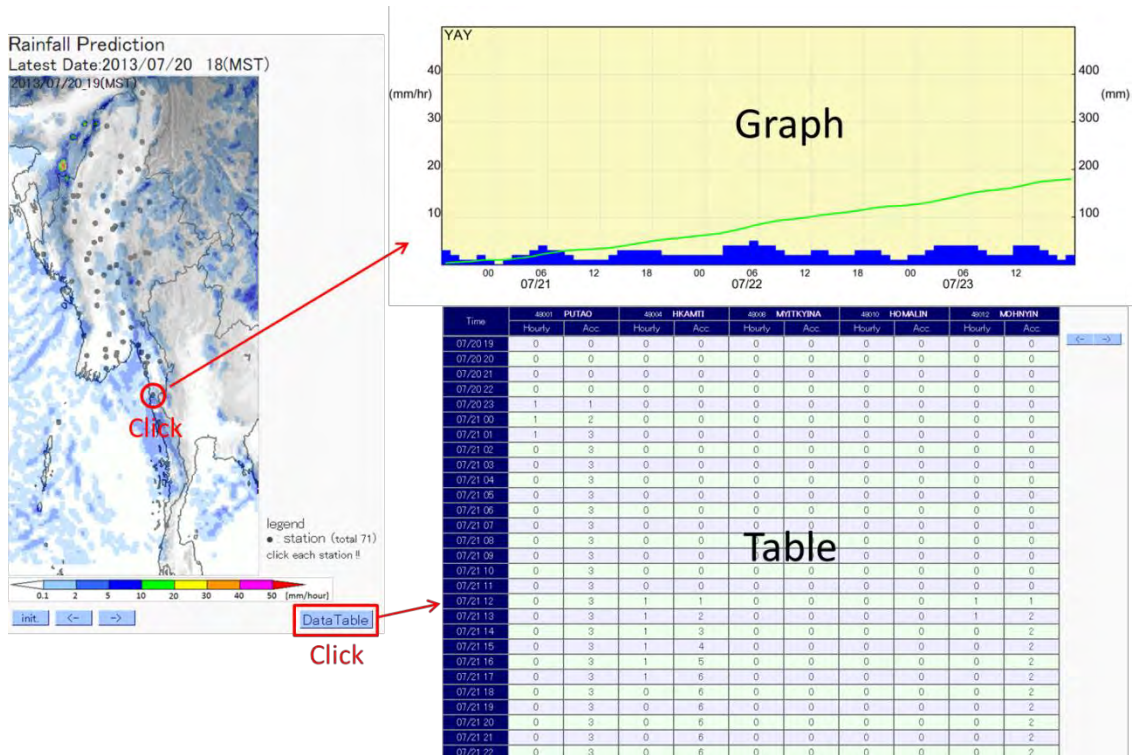 Rainfall Prediction
Latest Date:2013/07/20 18(MST)
2013/07/20_19(MST)
Click
legend
● : station (total 71)
click each station !!
0.1 2 5 10 20 30 40 50 [mm/hour]
init. <- -> DataTable
Click
YAY
40 400
(mm/hr) (mm)
30 300
20 200
10 100
Graph
00 06 12 18 00 06 12 18 00 06 12
07/21 07/22 07/23
Time 48001 PUTAO 48004 HKAMTI 48008 MYITKYINA 48010 HOMALIN 48012 MOHNYIN
Hourly Acc. Hourly Acc. Hourly Acc. Hourly Acc. Hourly Acc.
<- ->
07/20 19 0 0 0 0 0 0 0 0 0 0
07/20 20 0 0 0 0 0 0 0 0 0 0
07/20 21 0 0 0 0 0 0 0 0 0 0
07/20 22 0 0 0 0 0 0 0 0 0 0
07/20 23 1 1 0 0 0 0 0 0 0 0
07/21 00 1 2 0 0 0 0 0 0 0 0
07/21 01 1 3 0 0 0 0 0 0 0 0
07/21 02 0 3 0 0 0 0 0 0 0 0
07/21 03 0 3 0 0 0 0 0 0 0 0
07/21 04 0 3 0 0 0 0 0 0 0 0
07/21 05 0 3 0 0 0 0 0 0 0 0
07/21 06 0 3 0 0 0 0 0 0 0 0
07/21 07 0 3 0 0 0 0 0 0 0 0
07/21 08 0 3 0 0 0 0 0 0 0 0
Table
07/21 09 0 3 0 0 0 0 0 0 0 0
07/21 10 0 3 0 0 0 0 0 0 0 0
07/21 11 0 3 0 0 0 0 0 0 0 0
07/21 12 0 3 1 1 0 0 0 0 1 1
07/21 13 0 3 1 2 0 0 0 0 1 2
07/21 14 0 3 1 3 0 0 0 0 0 2
07/21 15 0 3 1 4 0 0 0 0 0 2
07/21 16 0 3 1 5 0 0 0 0 0 2
07/21 17 0 3 1 6 0 0 0 0 0 2
07/21 18 0 3 0 6 0 0 0 0 0 2
07/21 19 0 3 0 6 0 0 0 0 0 2
07/21 20 0 3 0 6 0 0 0 0 0 2
07/21 21 0 3 0 6 0 0 0 0 0 2
07/21 22 0 3 0 6 0 0 0 0 0 2